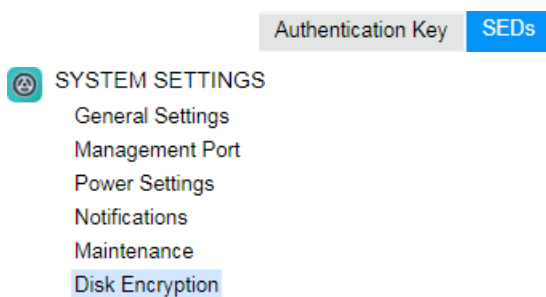 Authentication Key SEDs
SYSTEM SETTINGS
General Settings
Management Port
Power Settings
Notifications
Maintenance
Disk Encryption